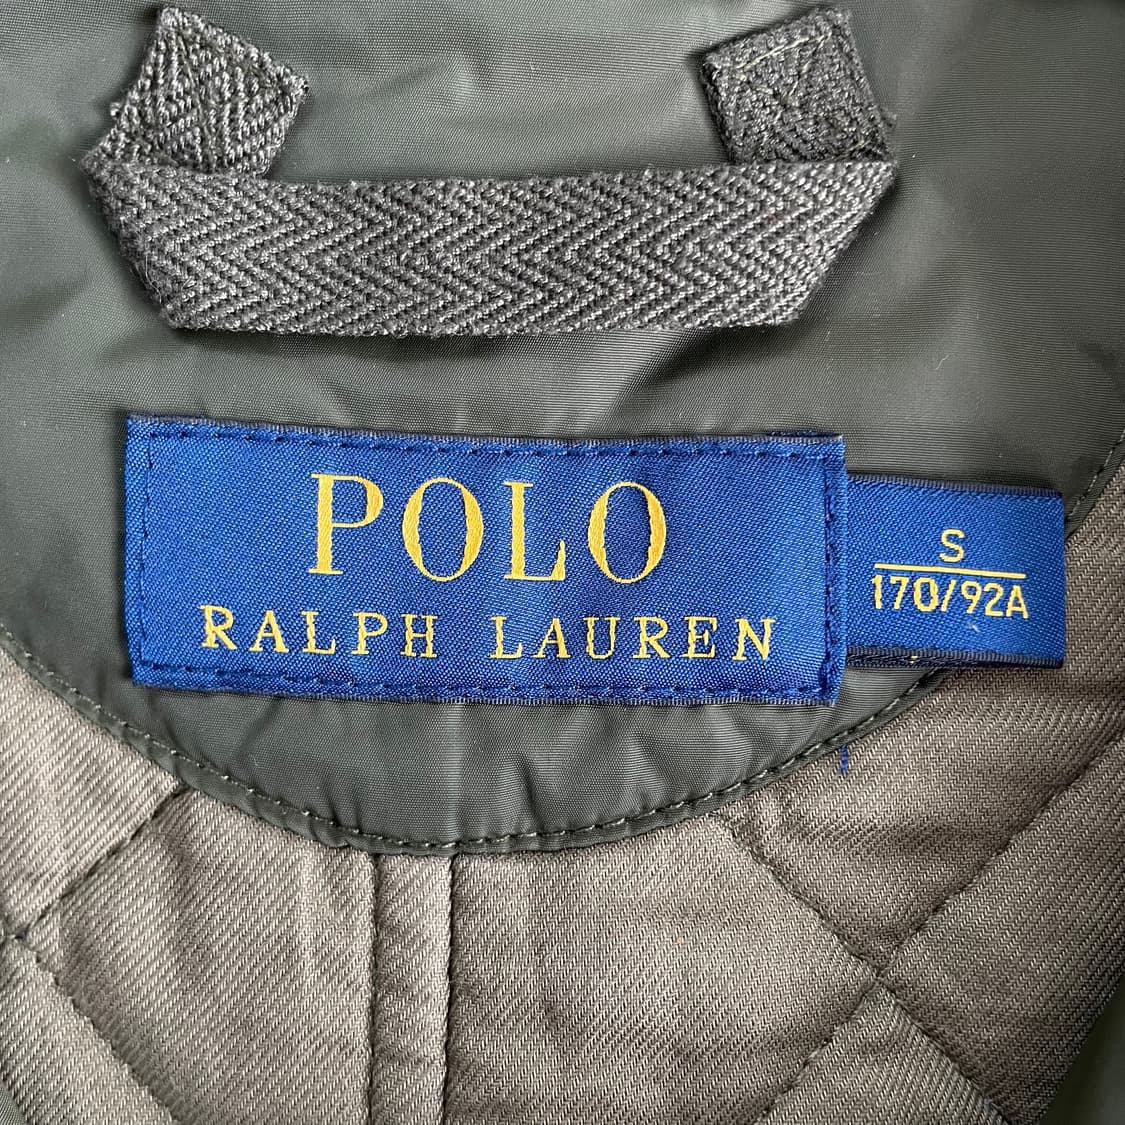 POLO
RALPH LAUREN
S
170/92A